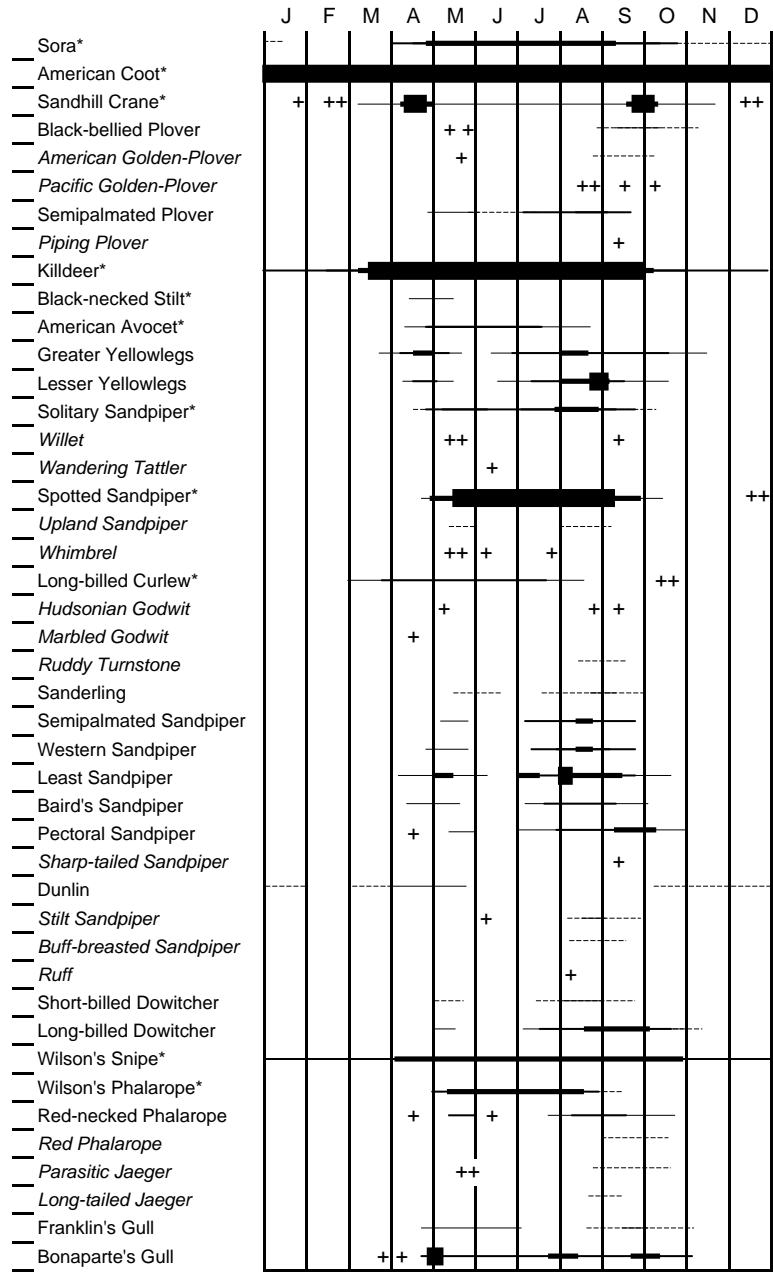 J F M A M J J A S O N D
Sora*
American Coot*
Sandhill Crane* + ++ ++
Black-bellied Plover + +
American Golden-Plover +
Pacific Golden-Plover ++ + +
Semipalmated Plover
Piping Plover +
Killdeer*
Black-necked Stilt*
American Avocet*
Greater Yellowlegs
Lesser Yellowlegs
Solitary Sandpiper*
Willet ++ +
Wandering Tattler +
Spotted Sandpiper* ++
Upland Sandpiper
Whimbrel ++ + +
Long-billed Curlew* ++
Hudsonian Godwit + + +
Marbled Godwit +
Ruddy Turnstone
Sanderling
Semipalmated Sandpiper
Western Sandpiper
Least Sandpiper
Baird's Sandpiper
Pectoral Sandpiper +
Sharp-tailed Sandpiper +
Dunlin
Stilt Sandpiper +
Buff-breasted Sandpiper
Ruff +
Short-billed Dowitcher
Long-billed Dowitcher
Wilson's Snipe*
Wilson's Phalarope*
Red-necked Phalarope + +
Red Phalarope
Parasitic Jaeger ++
Long-tailed Jaeger
Franklin's Gull
Bonaparte's Gull + +